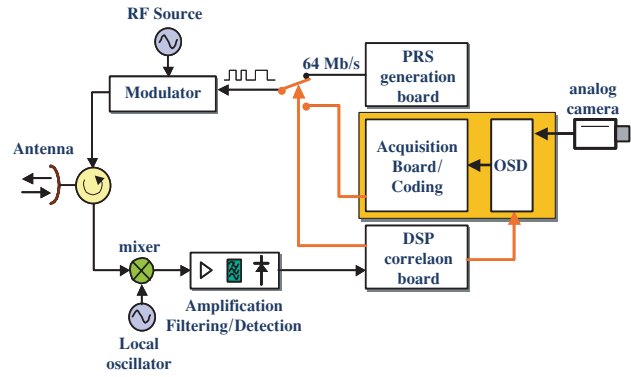 RF Source
64 Mb/s
PRS
generation
board
analog
camera
Modulator
Antenna
Acquisition
Board/
Coding
OSD
mixer
DSP
correlaon
board
Amplification
Filtering/Detection
Local
oscillator